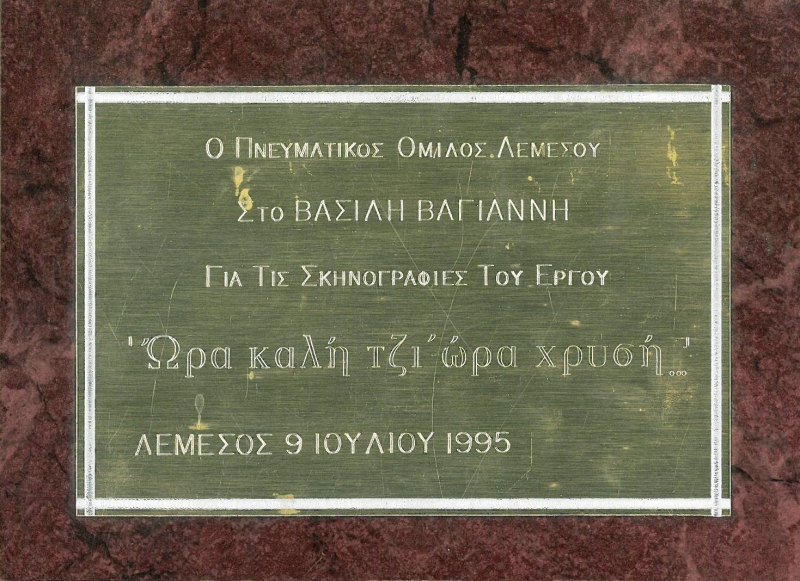 Ο ΠΝΕΥΜΑΤΙΚΟΣ ΟΜΙΛΟΣ ΛΕΜΕΣΟΥ
ΣΤΟ ΒΑΣΙΛΗ ΒΑΓΙΑΝΝΗ
ΓΙΑ ΤΙΣ ΣΚΗΝΟΓΡΑΦΙΕΣ ΤΟΥ ΕΡΓΟΥ
'Ώρα καλή τζι΄ώρα χρυσή...'
ΛΕΜΕΣΟΣ 9 ΙΟΥΛΙΟΥ 1995